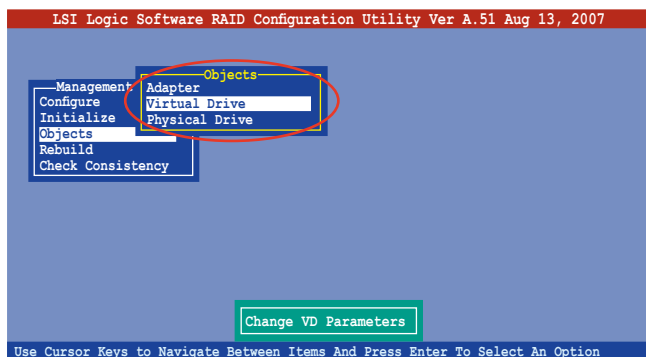 LSI Logic Software RAID Configuration Utility Ver A.51 Aug 13, 2007
Objects
Management
Adapter
Configure
Virtual Drive
Initialize
Physical Drive
Objects
Rebuild
Check Consistency
Change VD Parameters
Use Cursor Keys to Navigate Between Items And Press Enter To Select An Option